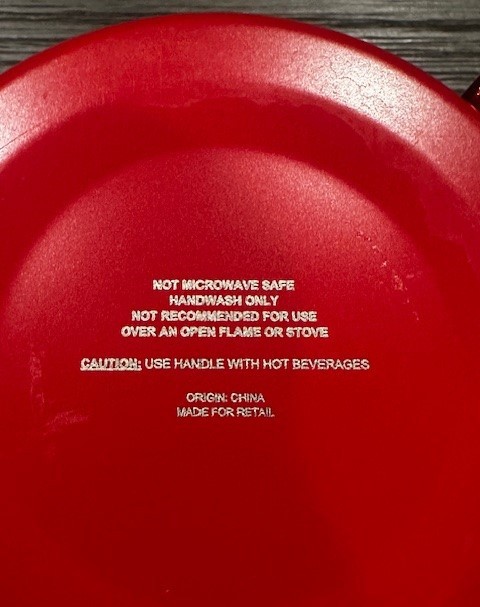 NOT MICROWAVE SAFE
HANDWASH ONLY
NOT RECOMMENDED FOR USE
OVER AN OPEN FLAME OR STOVE
CAUTION: USE HANDLE WITH HOT BEVERAGES
ORIGIN: CHINA
MADE FOR RETAIL